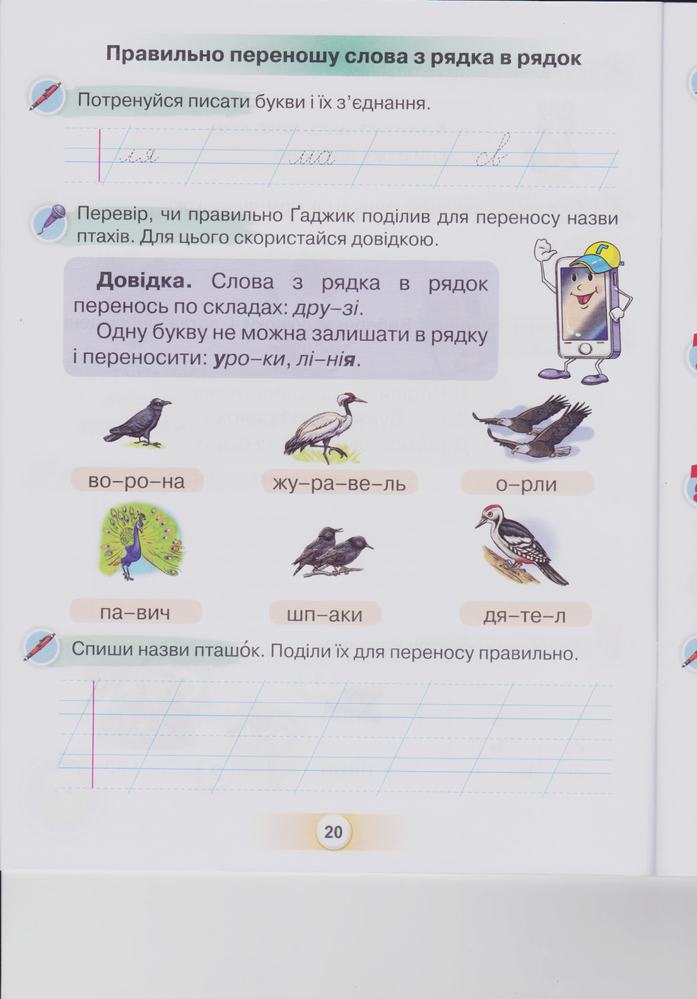 Правильно переношу слова з рядка в рядок
Потренуйся писати букви і їх з’єднання.
ля ма св
Перевір, чи правильно Ґаджик поділив для переносу назви
птахів. Для цього скористайся довідкою.
Ґ
Довідка. Слова з рядка в рядок
перенось по складах: дру–зі.
Одну букву не можна залишати в рядку
і переносити: уро–ки, лі–нія.
во–ро–на жу–ра–ве–ль о–рли
па–вич шп–аки дя–те–л
Спиши назви пташо́к. Поділи їх для переносу правильно.
20